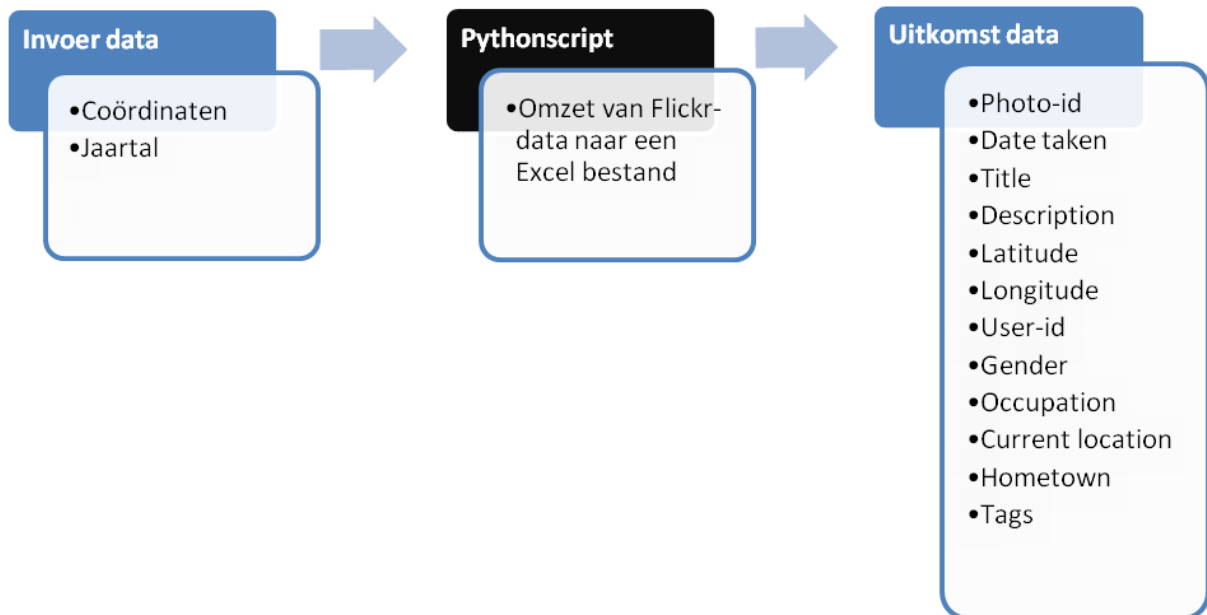 Invoer data
•Coördinaten
•Jaartal
Pythonscript
•Omzet van Flickr-
data naar een
Excel bestand
Uitkomst data
•Photo-id
•Date taken
•Title
•Description
•Latitude
•Longitude
•User-id
•Gender
•Occupation
•Current location
•Hometown
•Tags